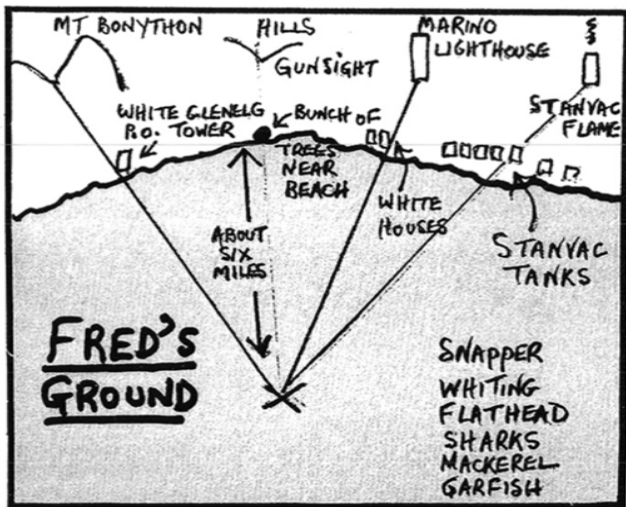 MT BONYTHON
HILLS
GUNSIGHT
MARINO
LIGHTHOUSE
STANVAC
FLAME
WHITE GLENELG
P.O. TOWER
BUNCH OF
TREES
NEAR
BEACH
WHITE
HOUSES
STANVAC
TANKS
ABOUT
SIX
MILES
FRED'S
GROUND
SNAPPER
WHITING
FLATHEAD
SHARKS
MACKEREL
GARFISH